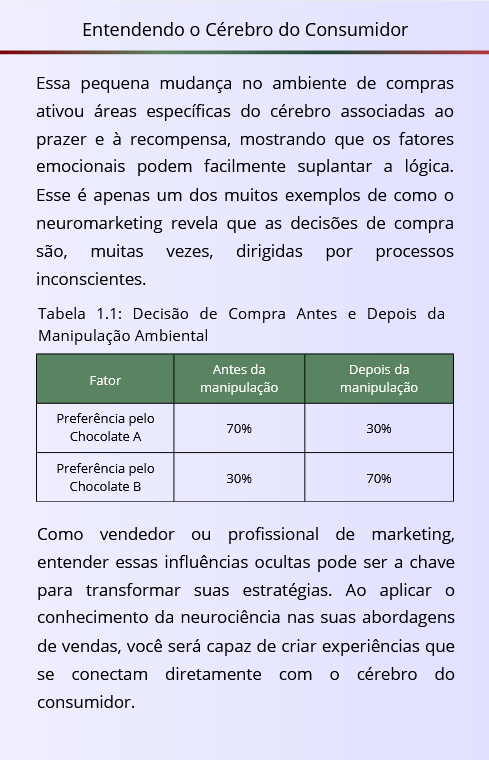 Entendendo o Cérebro do Consumidor
Essa pequena mudança no ambiente de compras
ativou áreas específicas do cérebro associadas ao
prazer e à recompensa, mostrando que os fatores
emocionais podem facilmente suplantar a lógica.
Esse é apenas um dos muitos exemplos de como o
neuromarketing revela que as decisões de compra
são, muitas vezes, dirigidas por processos
inconscientes.
Tabela 1.1: Decisão de Compra Antes e Depois da
Manipulação Ambiental
Fator
Antes da
manipulação
Depois da
manipulação
Preferência pelo
Chocolate A
70%
30%
Preferência pelo
Chocolate B
30%
70%
Como vendedor ou profissional de marketing,
entender essas influências ocultas pode ser a chave
para transformar suas estratégias. Ao aplicar o
conhecimento da neurociência nas suas abordagens
de vendas, você será capaz de criar experiências que
se conectam diretamente com o cérebro do
consumidor.